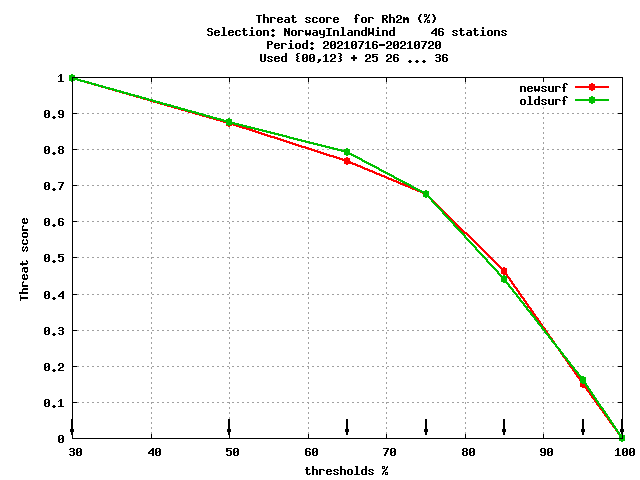 Threat score  for Rh2m (%)
Selection: NorwayInlandWind     46 stations
Period: 20210716-20210720
Used {00,12} + 25 26 ... 36
newsurf
oldsurf
1
0.9
0.8
0.7
0.6
0.5
0.4
0.3
0.2
0.1
0
Threat score
30 40 50 60 70 80 90 100
thresholds %